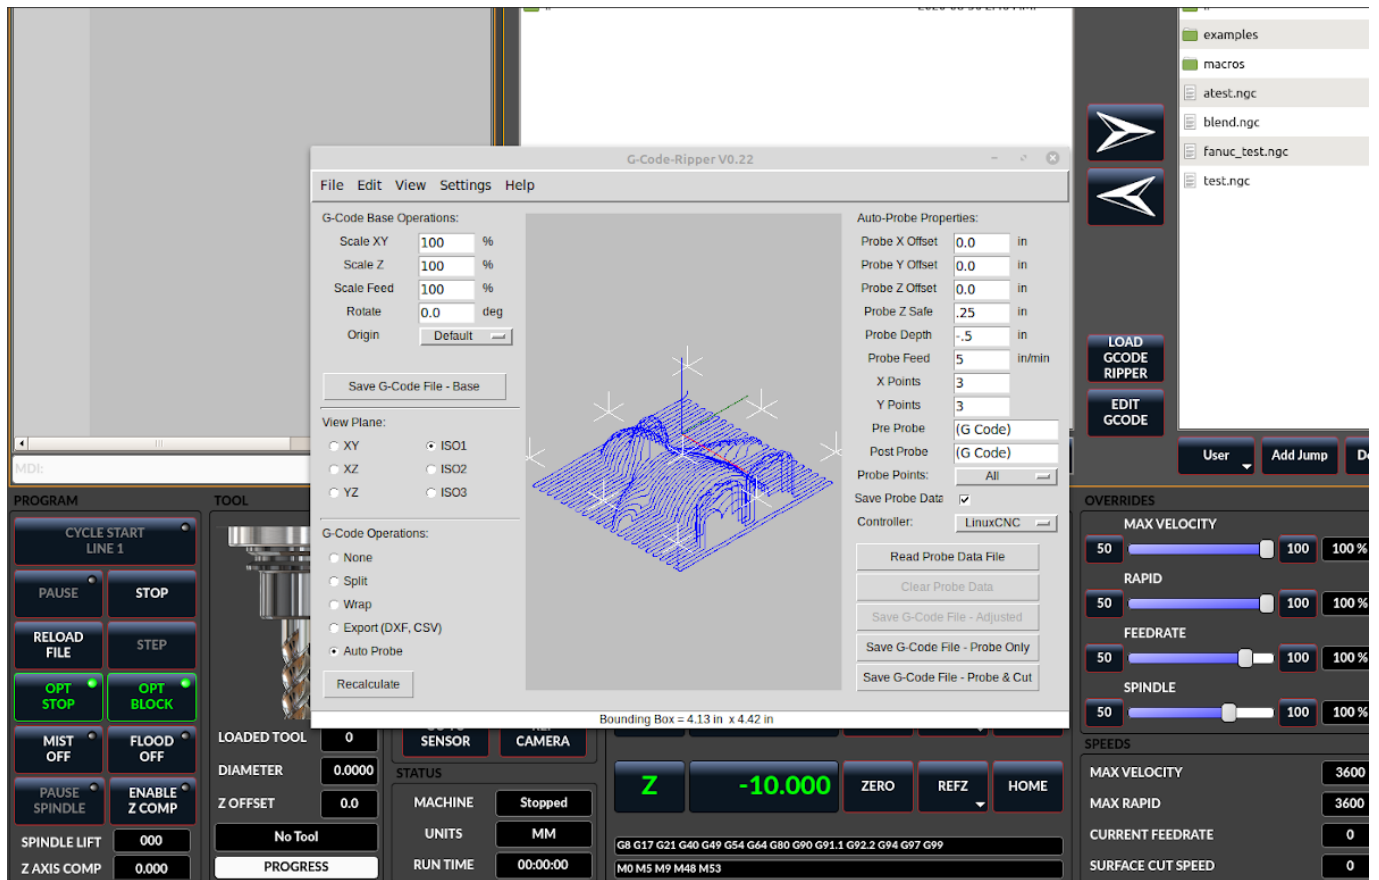 examples
macros
atest.ngc
blend.ngc
fanuc_test.ngc
test.ngc
LOAD
GCODE
RIPPER
EDIT
GCODE
User
Add Jump
G-Code-Ripper V0.22
File Edit View Settings Help
G-Code Base Operations:
Scale XY 100 %
Scale Z 100 %
Scale Feed 100 %
Rotate 0.0 deg
Origin Default
Save G-Code File - Base
View Plane:
XY ISO1
XZ ISO2
YZ ISO3
G-Code Operations:
None
Split
Wrap
Export (DXF, CSV)
Auto Probe
Recalculate
Auto-Probe Properties:
Probe X Offset 0.0 in
Probe Y Offset 0.0 in
Probe Z Offset 0.0 in
Probe Z Safe .25 in
Probe Depth -.5 in
Probe Feed 5 in/min
X Points 3
Y Points 3
Pre Probe (G Code)
Post Probe (G Code)
Probe Points: All
Save Probe Data
Controller: LinuxCNC
Read Probe Data File
Clear Probe Data
Save G-Code File - Adjusted
Save G-Code File - Probe Only
Save G-Code File - Probe & Cut
Bounding Box = 4.13 in x 4.42 in
MDI:
PROGRAM
CYCLE START
LINE 1
PAUSE STOP
RELOAD
FILE
STEP
OPT
STOP
OPT
BLOCK
MIST
OFF
FLOOD
OFF
PAUSE
SPINDLE
ENABLE
Z COMP
SPINDLE LIFT 000
Z AXIS COMP 0.000
TOOL
LOADED TOOL 0
DIAMETER 0.0000
Z OFFSET 0.0
No Tool
PROGRESS
SENSOR
CAMERA
STATUS
MACHINE Stopped
UNITS MM
RUN TIME 00:00:00
Z -10.000 ZERO REFZ HOME
G8 G17 G21 G40 G49 G54 G64 G80 G90 G91.1 G92.2 G94 G97 G99
M0 M5 M9 M48 M53
OVERRIDES
MAX VELOCITY
50 100 100 %
RAPID
50 100 100 %
FEEDRATE
50 100 100 %
SPINDLE
50 100 100 %
SPEEDS
MAX VELOCITY 3600
MAX RAPID 3600
CURRENT FEEDRATE 0
SURFACE CUT SPEED 0